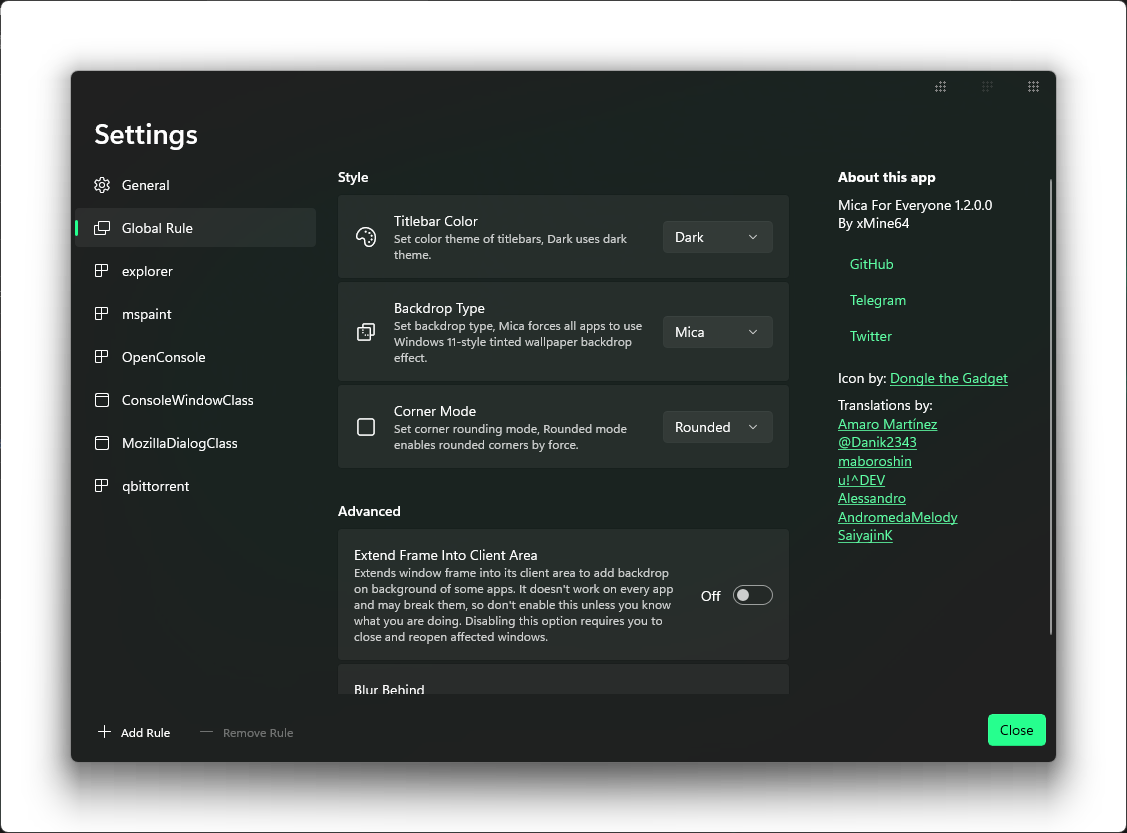 Settings
General
Global Rule
explorer
mspaint
OpenConsole
ConsoleWindowClass
MozillaDialogClass
qbittorrent
Add Rule
Remove Rule
Style
Titlebar Color
Set color theme of titlebars, Dark uses dark
theme.
Dark
Backdrop Type
Set backdrop type, Mica forces all apps to use
Windows 11-style tinted wallpaper backdrop
effect.
Mica
Corner Mode
Set corner rounding mode, Rounded mode
enables rounded corners by force.
Rounded
Advanced
Extend Frame Into Client Area
Extends window frame into its client area to add backdrop
on background of some apps. It doesn't work on every app
and may break them, so don't enable this unless you know
what you are doing. Disabling this option requires you to
close and reopen affected windows.
Off
Blur Behind
About this app
Mica For Everyone 1.2.0.0
By xMine64
GitHub
Telegram
Twitter
Icon by: Dongle the Gadget
Translations by:
Amaro Martínez
@Danik2343
maboroshin
u!^DEV
Alessandro
AndromedaMelody
SaiyajinK
Close